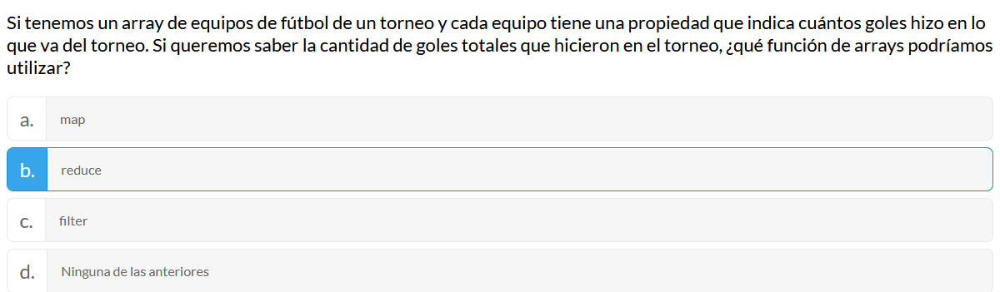 Si tenemos un array de equipos de fútbol de un torneo y cada equipo tiene una propiedad que indica cuántos goles hizo en lo
que va del torneo. Si queremos saber la cantidad de goles totales que hicieron en el torneo, ¿qué función de arrays podríamos
utilizar?
a. map
b. reduce
c. filter
d. Ninguna de las anteriores